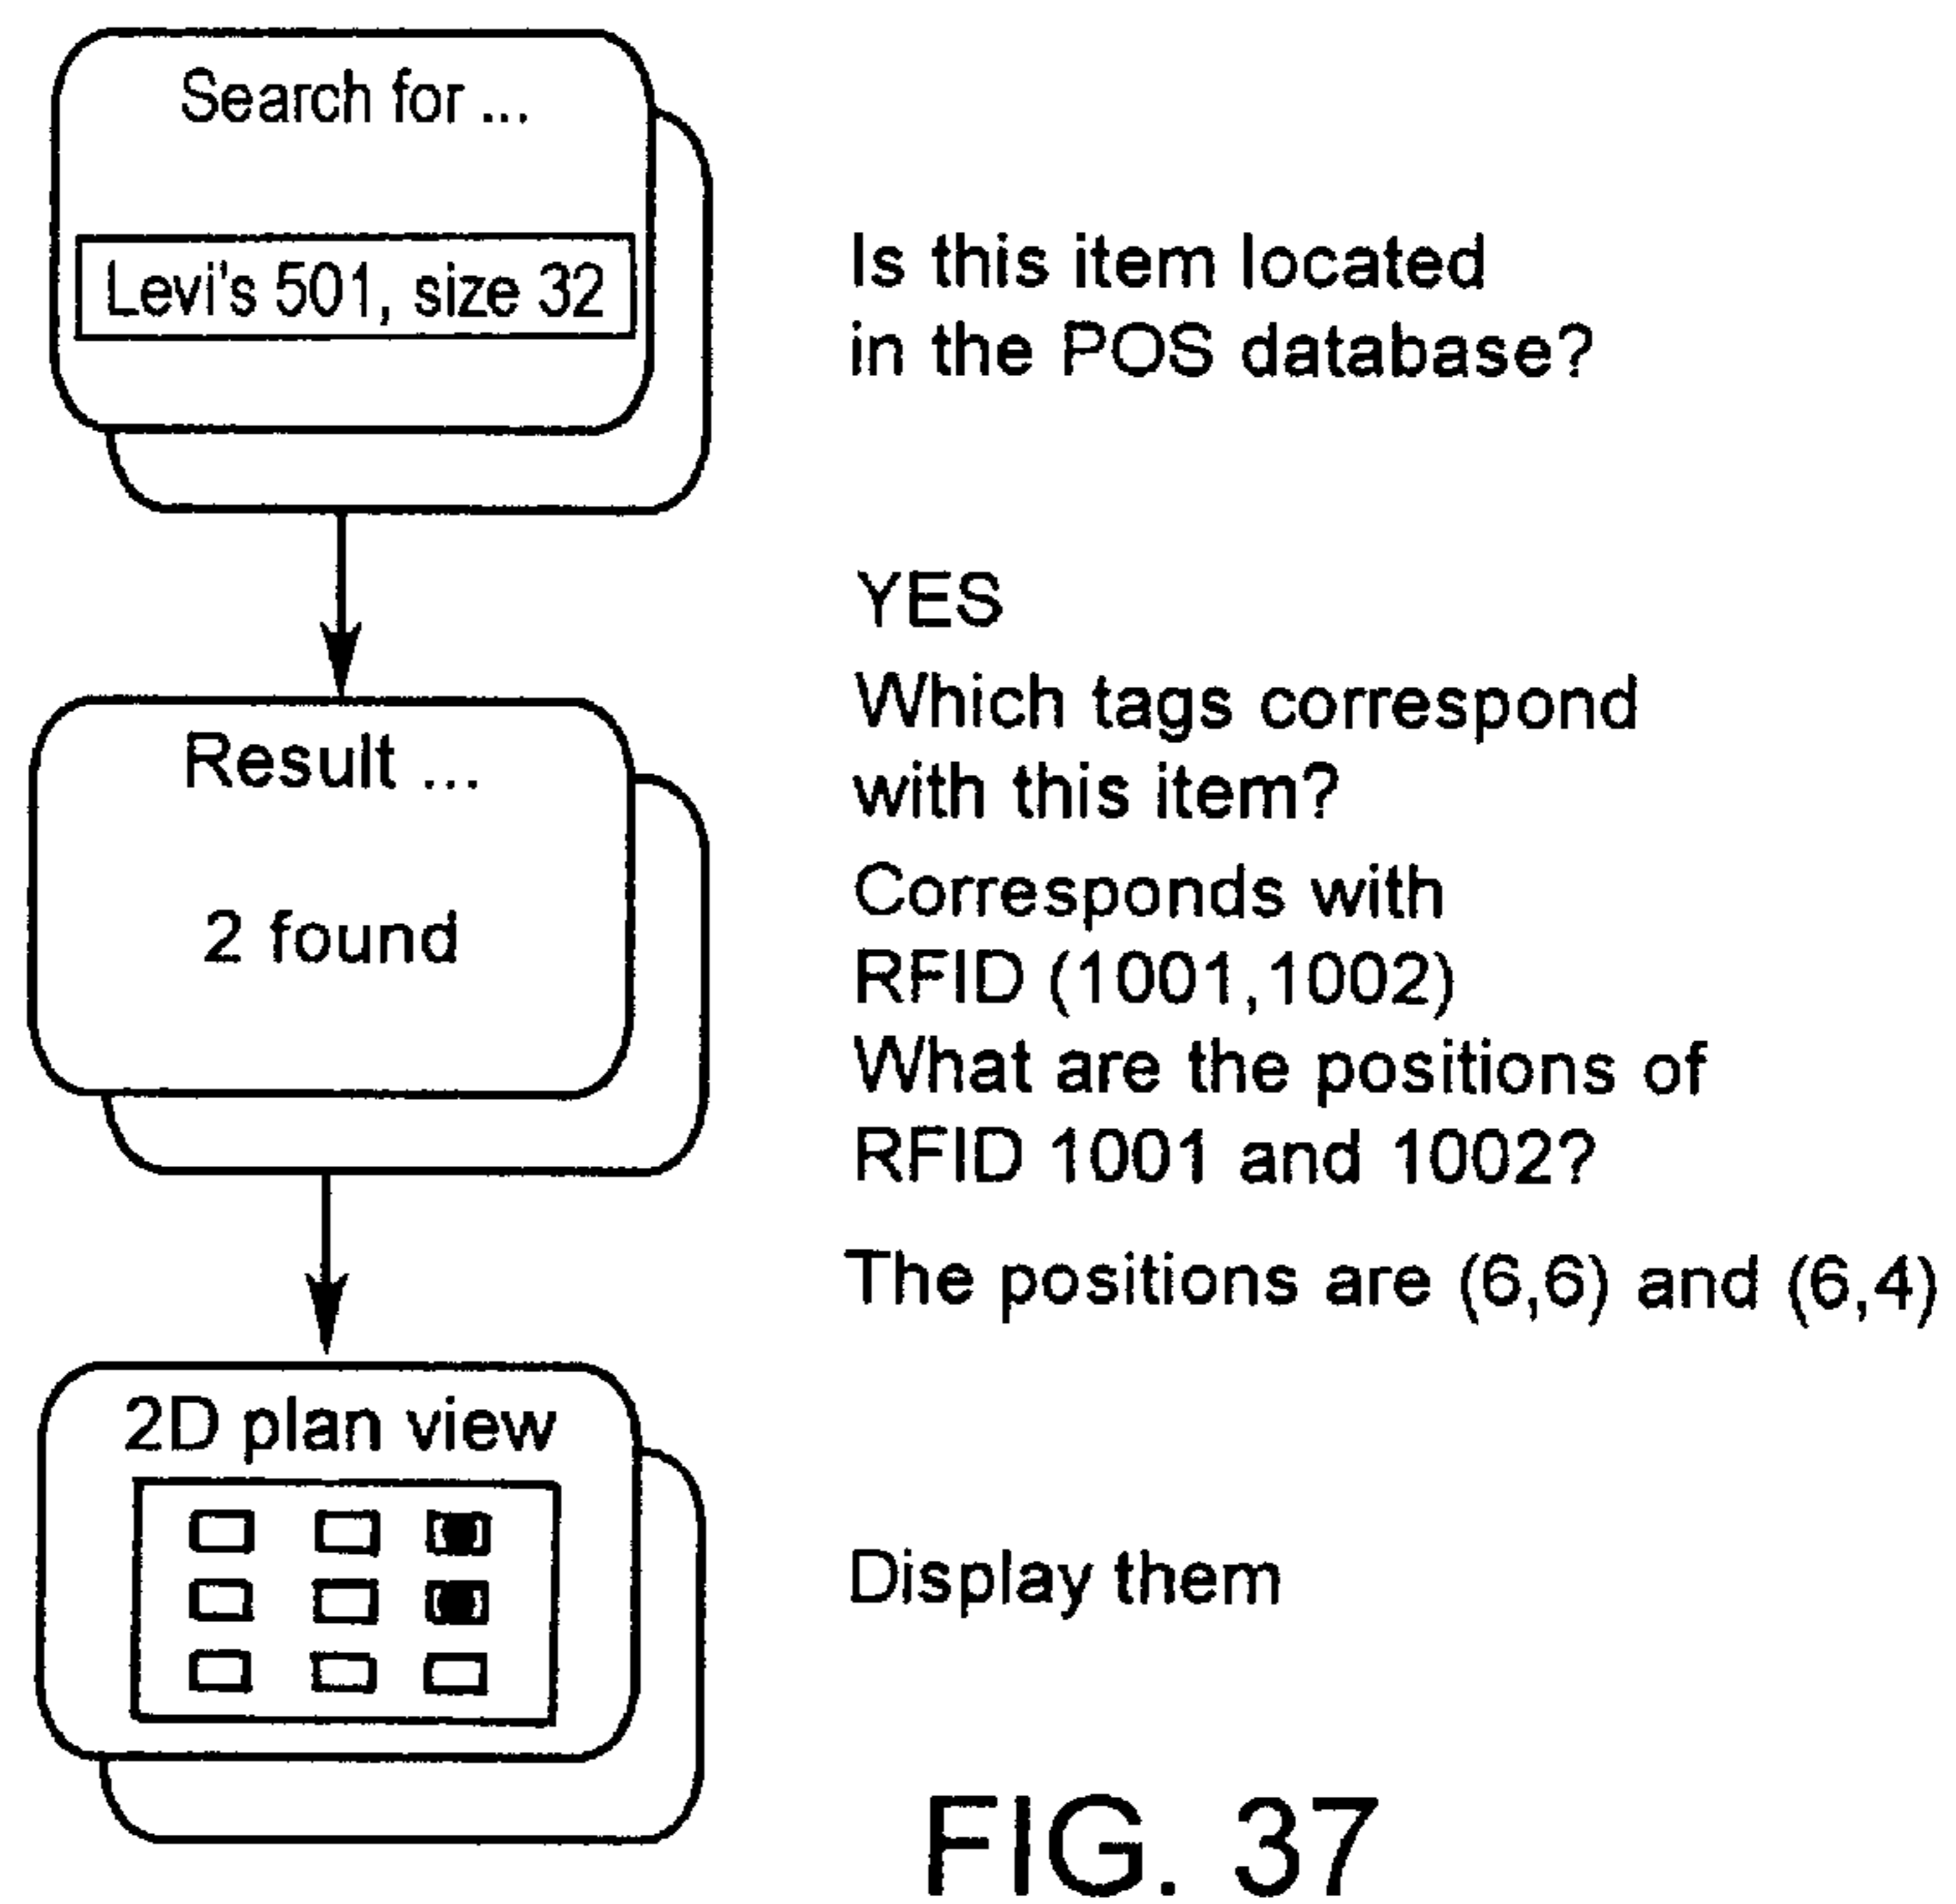 Search for ...
Levi's 501, size 32
Is this item located
in the POS database?
YES
Which tags correspond
with this item?
Result ...
2 found
Corresponds with
RFID (1001,1002)
What are the positions of
RFID 1001 and 1002?
The positions are (6,6) and (6,4)
2D plan view
Display them
FIG. 37